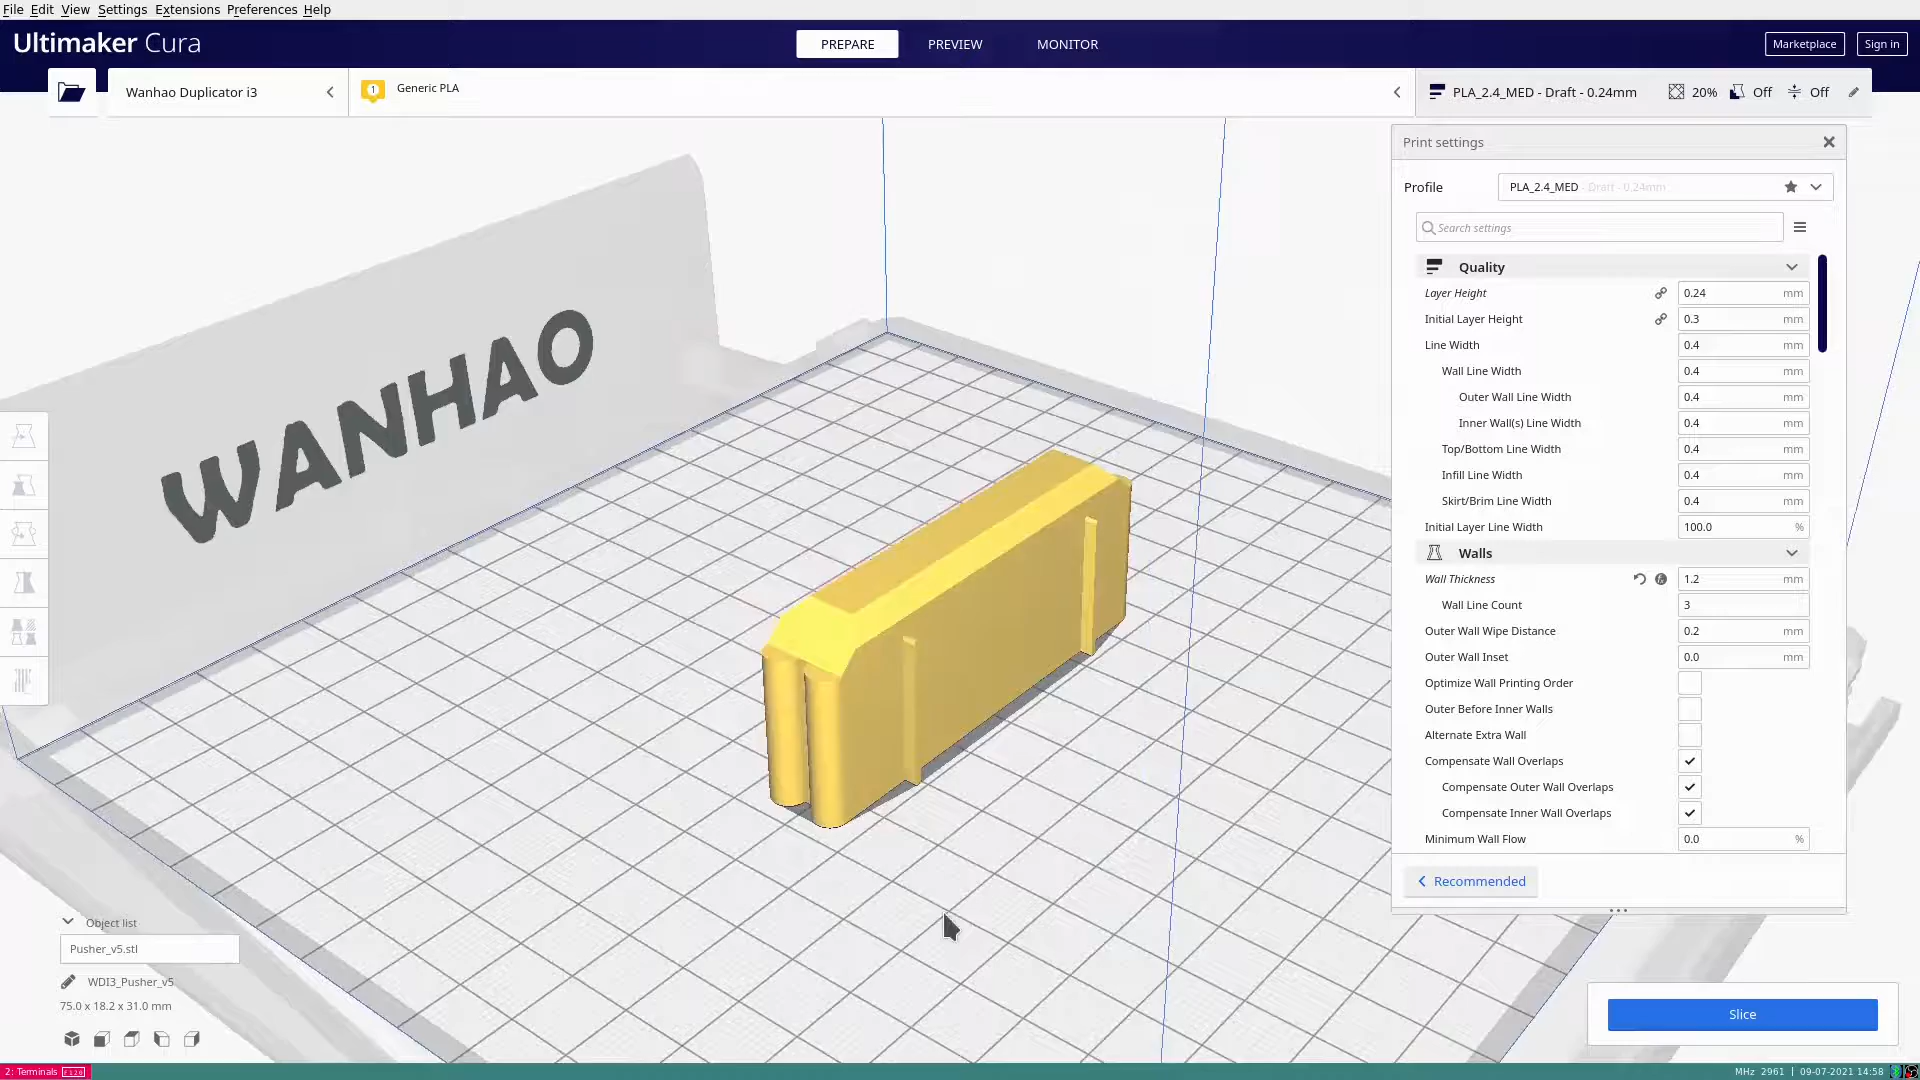 File Edit View Settings Extensions Preferences Help
Ultimaker Cura
PREPARE PREVIEW MONITOR
Marketplace Sign in
Wanhao Duplicator i3
1 Generic PLA
PLA_2.4_MED - Draft - 0.24mm 20% Off Off
Print settings
Profile PLA_2.4_MED - Draft - 0.24mm
Search settings
Quality
Layer Height 0.24 mm
Initial Layer Height 0.3 mm
Line Width 0.4 mm
Wall Line Width 0.4 mm
Outer Wall Line Width 0.4 mm
Inner Wall(s) Line Width 0.4 mm
Top/Bottom Line Width 0.4 mm
Infill Line Width 0.4 mm
Skirt/Brim Line Width 0.4 mm
Initial Layer Line Width 100.0 %
Walls
Wall Thickness 1.2 mm
Wall Line Count 3
Outer Wall Wipe Distance 0.2 mm
Outer Wall Inset 0.0 mm
Optimize Wall Printing Order
Outer Before Inner Walls
Alternate Extra Wall
Compensate Wall Overlaps
Compensate Outer Wall Overlaps
Compensate Inner Wall Overlaps
Minimum Wall Flow 0.0 %
Recommended
WANHAO
Object list
Pusher_v5.stl
WDI3_Pusher_v5
75.0 x 18.2 x 31.0 mm
Slice
2: Terminals
MHz 2961 | 09-07-2021 14:58